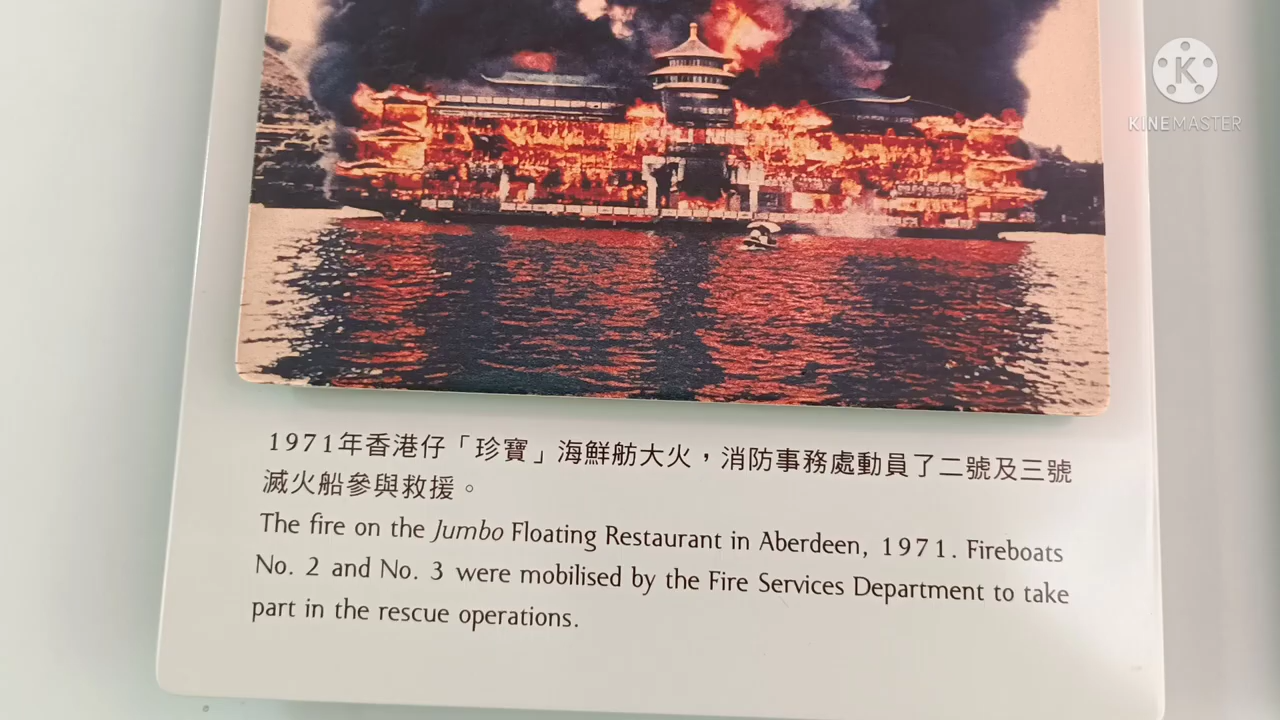 KINEMASTER
1971年香港仔「珍寶」海鮮舫大火，消防事務處動員了二號及三號
滅火船參與救援。
The fire on the Jumbo Floating Restaurant in Aberdeen, 1971. Fireboats
No. 2 and No. 3 were mobilised by the Fire Services Department to take
part in the rescue operations.